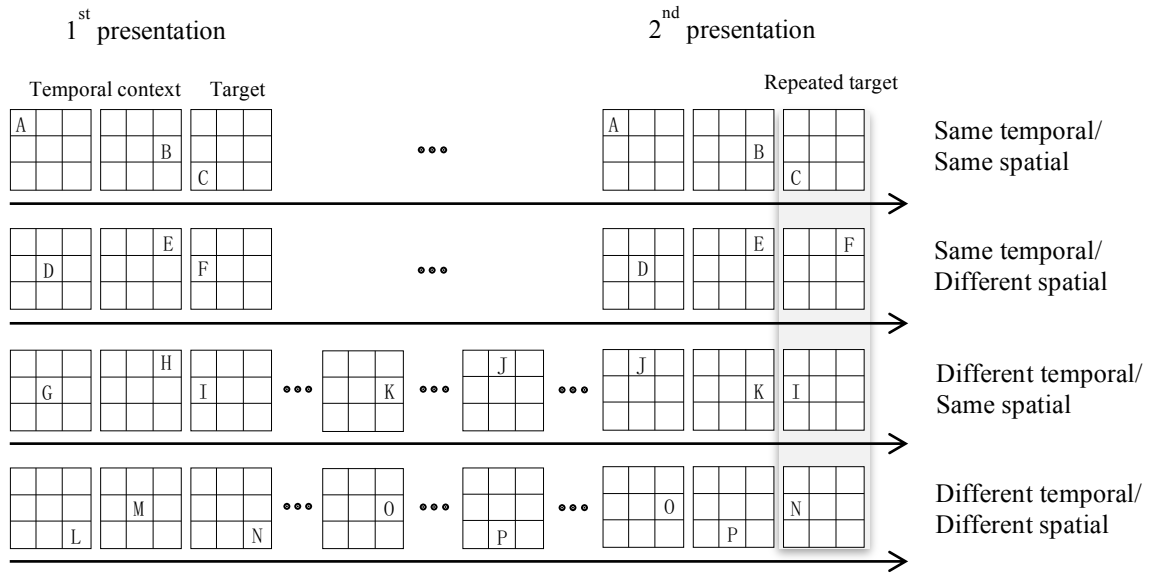 1st presentation 2nd presentation
Temporal context Target Repeated target
A B C A B C
Same temporal/
Same spatial
D E F D E F
Same temporal/
Different spatial
G H I K J J K I
Different temporal/
Same spatial
L M N O P O P N
Different temporal/
Different spatial